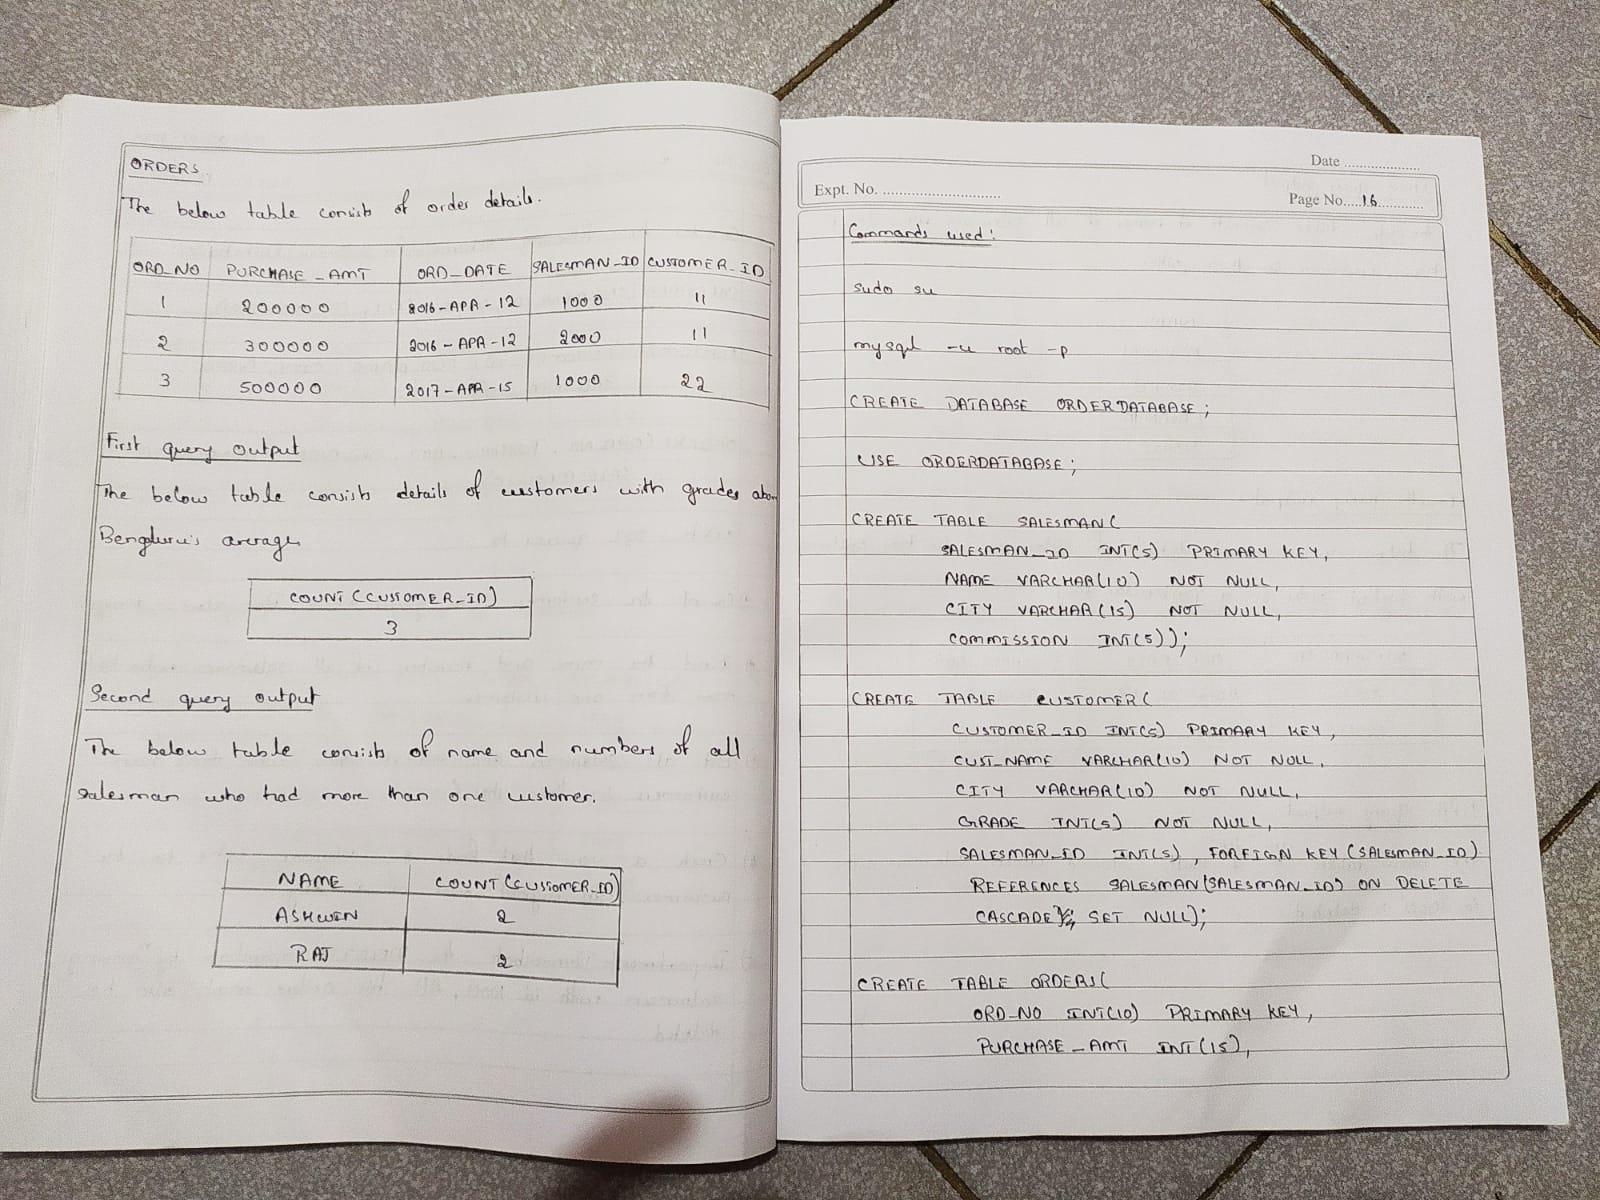 ORDERS
The below table consists of order details.
ORD_NO PURCHASE_AMT ORD_DATE SALESMAN_ID CUSTOMER_ID
1 200000 2016-APR-12 1000 11
2 300000 2016-APR-12 2000 11
3 500000 2017-APR-15 1000 22
First query output
The below table consists details of customers with grades above
Bengaluru's average
COUNT(CUSTOMER_ID)
3
Second query output
The below table consists of name and numbers of all
salesman who had more than one customer.
NAME COUNT(CUSTOMER_ID)
ASHWIN 2
RAJ 2
Date
Expt. No.
Page No. 16
Commands used:
sudo su
mysql -u root -p
CREATE DATABASE ORDERDATABASE;
USE ORDERDATABASE;
CREATE TABLE SALESMAN(
SALESMAN_ID INT(5) PRIMARY KEY,
NAME VARCHAR(10) NOT NULL,
CITY VARCHAR(15) NOT NULL,
COMMISSION INT(5));
CREATE TABLE CUSTOMER(
CUSTOMER_ID INT(5) PRIMARY KEY,
CUST_NAME VARCHAR(10) NOT NULL,
CITY VARCHAR(10) NOT NULL,
GRADE INT(5) NOT NULL,
SALESMAN_ID INT(5), FOREIGN KEY(SALESMAN_ID)
REFERENCES SALESMAN(SALESMAN_ID) ON DELETE
CASCADE SET NULL);
CREATE TABLE ORDERS(
ORD_NO INT(10) PRIMARY KEY,
PURCHASE_AMT INT(15),